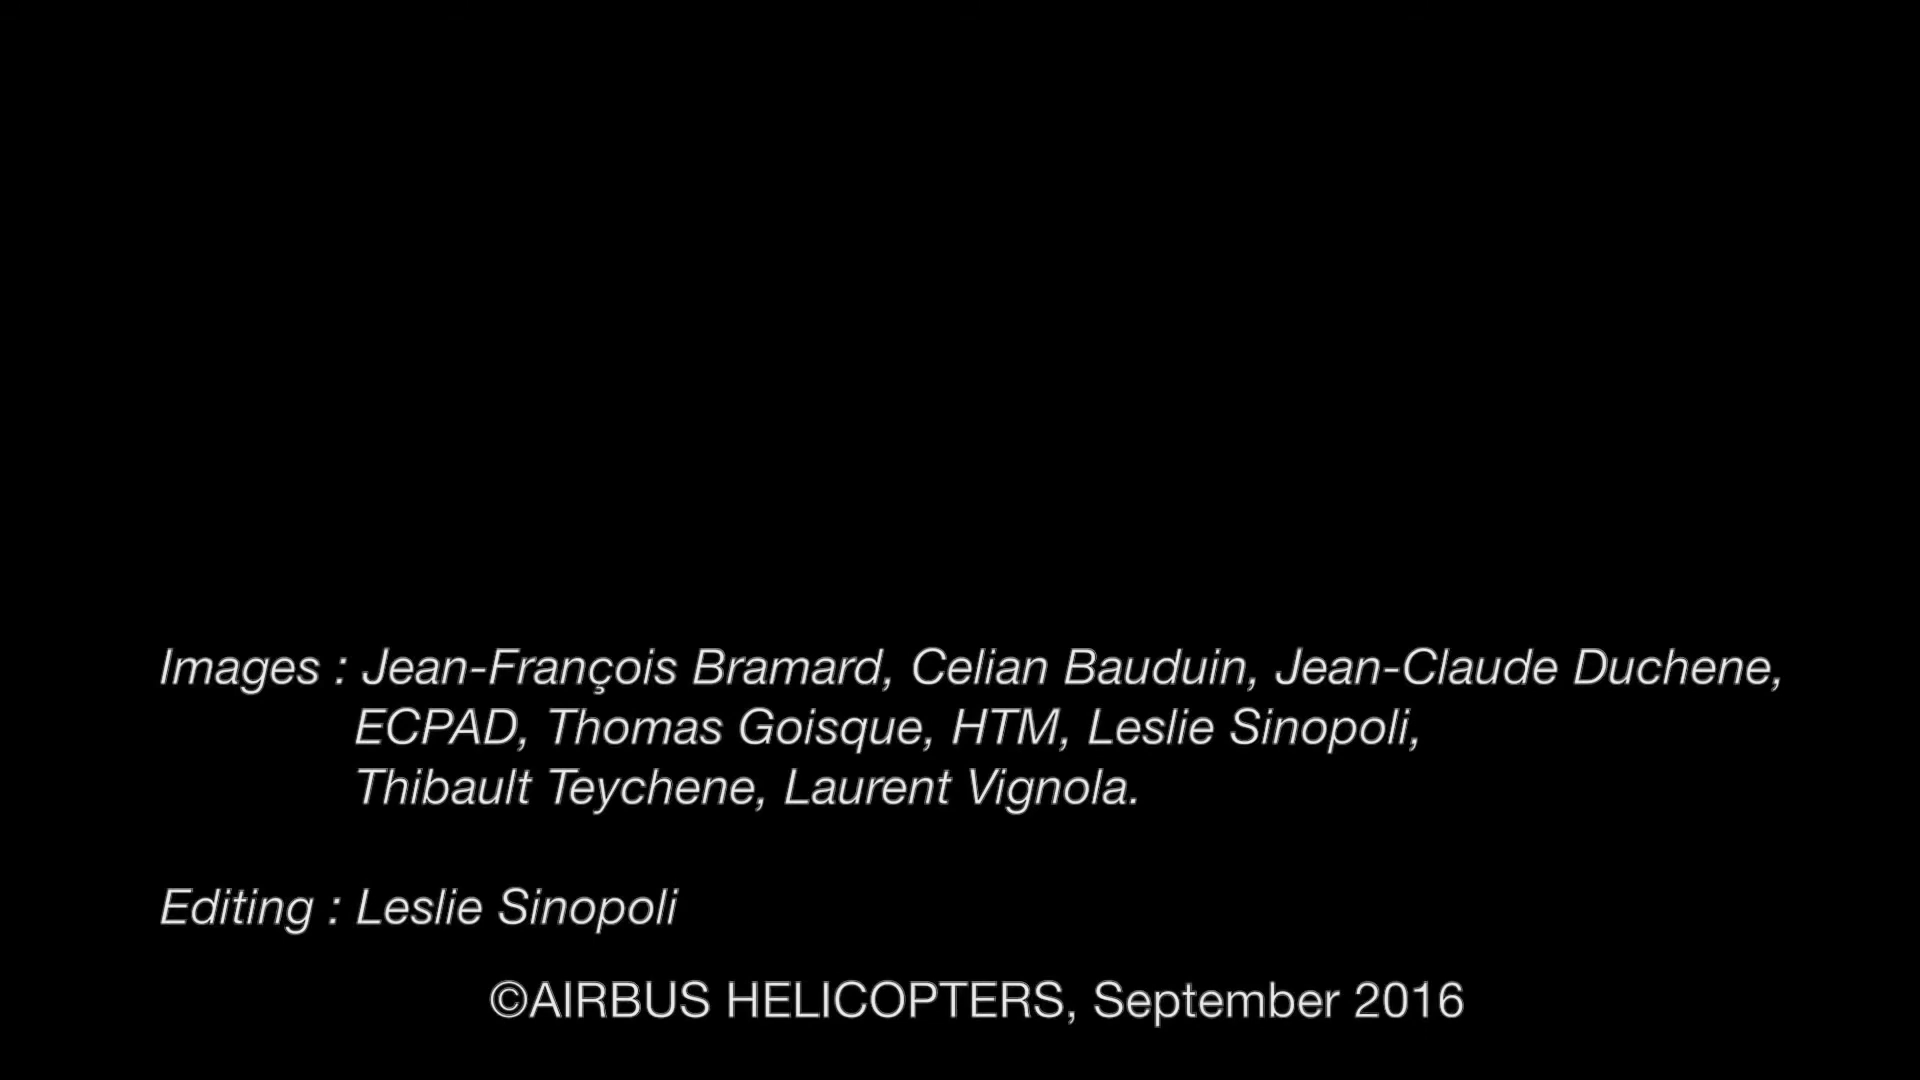 Images : Jean-François Bramard, Celian Bauduin, Jean-Claude Duchene,
ECPAD, Thomas Goisque, HTM, Leslie Sinopoli,
Thibault Teychene, Laurent Vignola.
Editing : Leslie Sinopoli
©AIRBUS HELICOPTERS, September 2016